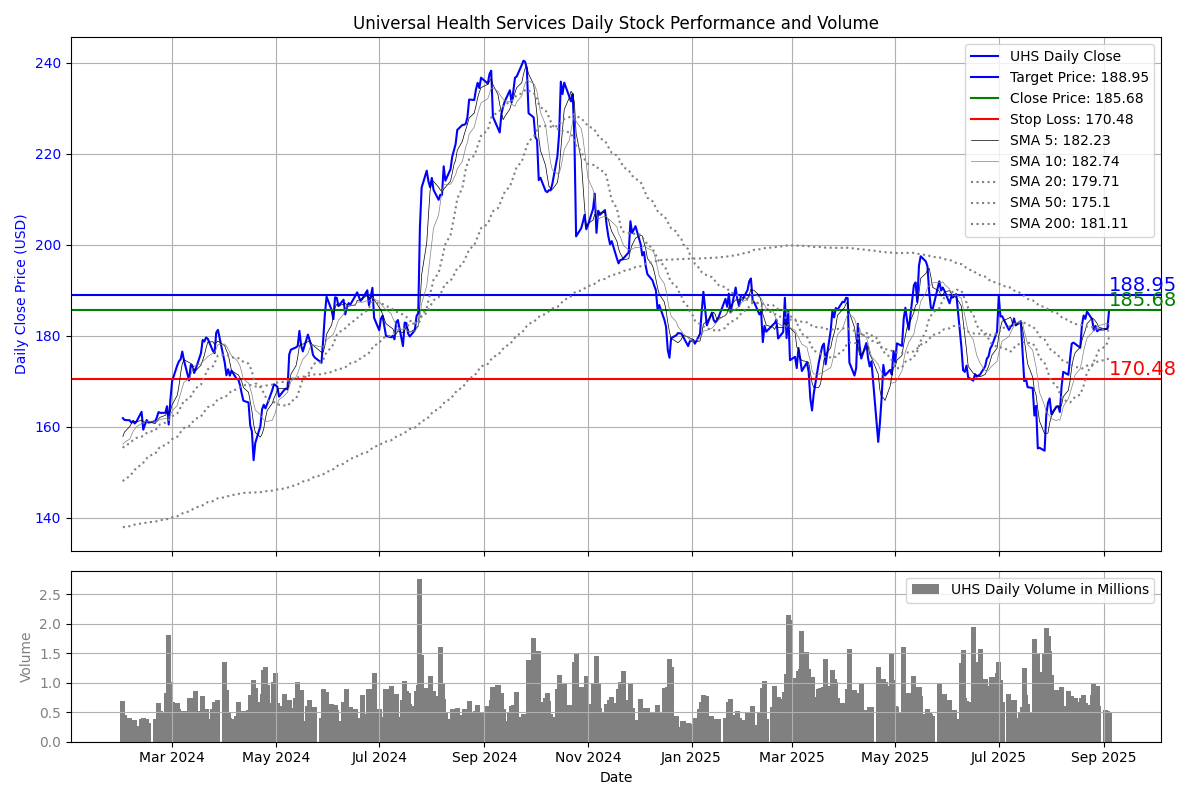 Universal Health Services Daily Stock Performance and Volume
Daily Close Price (USD)
240
220
200
180
160
140
UHS Daily Close
Target Price: 188.95
Close Price: 185.68
Stop Loss: 170.48
SMA 5: 182.23
SMA 10: 182.74
SMA 20: 179.71
SMA 50: 175.1
SMA 200: 181.11
188.95
185.68
170.48
Volume
2.5
2.0
1.5
1.0
0.5
0.0
UHS Daily Volume in Millions
Mar 2024 May 2024 Jul 2024 Sep 2024 Nov 2024 Jan 2025 Mar 2025 May 2025 Jul 2025 Sep 2025
Date